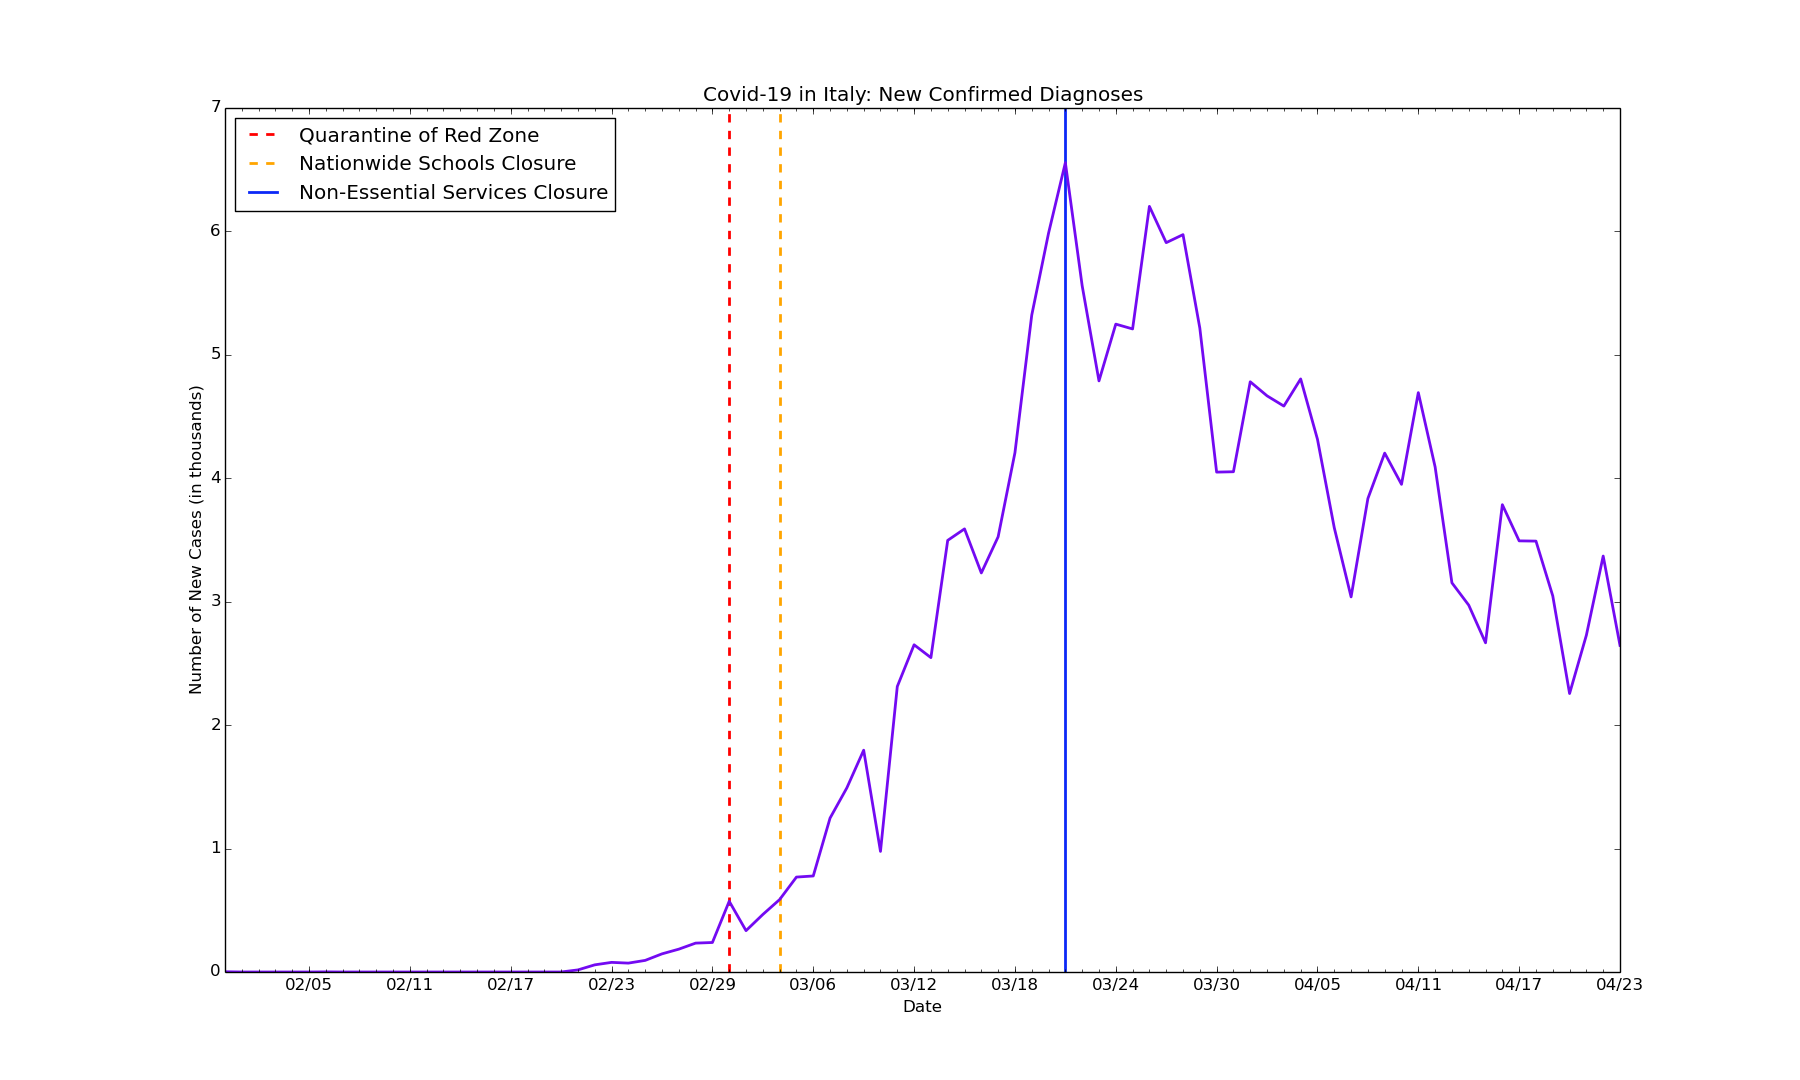 Covid-19 in Italy: New Confirmed Diagnoses
Quarantine of Red Zone
Nationwide Schools Closure
Non-Essential Services Closure
Number of New Cases (in thousands)
7
6
5
4
3
2
1
0
02/05 02/11 02/17 02/23 02/29 03/06 03/12 03/18 03/24 03/30 04/05 04/11 04/17 04/23
Date